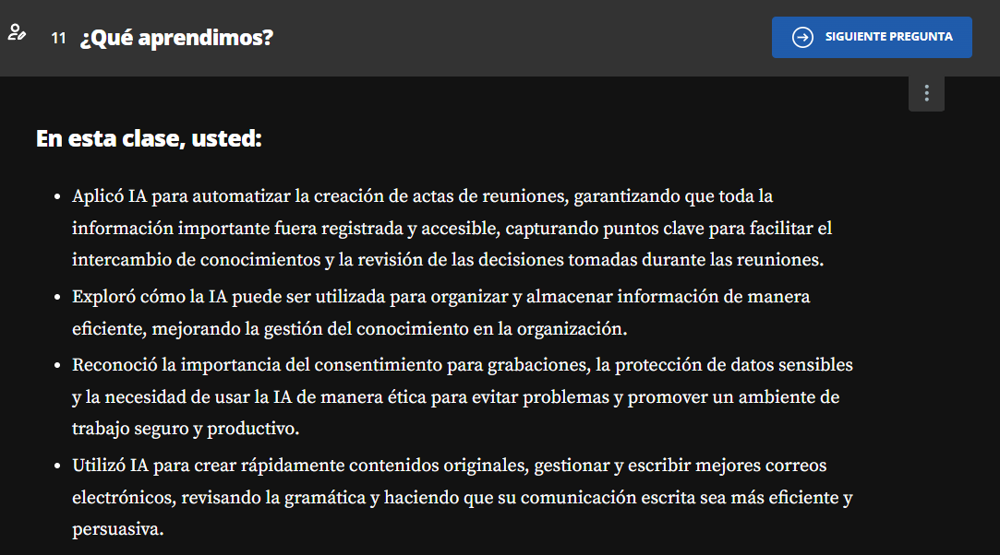 11 ¿Qué aprendimos?
SIGUIENTE PREGUNTA
En esta clase, usted:
• Aplicó IA para automatizar la creación de actas de reuniones, garantizando que toda la
información importante fuera registrada y accesible, capturando puntos clave para facilitar el
intercambio de conocimientos y la revisión de las decisiones tomadas durante las reuniones.
• Exploró cómo la IA puede ser utilizada para organizar y almacenar información de manera
eficiente, mejorando la gestión del conocimiento en la organización.
• Reconoció la importancia del consentimiento para grabaciones, la protección de datos sensibles
y la necesidad de usar la IA de manera ética para evitar problemas y promover un ambiente de
trabajo seguro y productivo.
• Utilizó IA para crear rápidamente contenidos originales, gestionar y escribir mejores correos
electrónicos, revisando la gramática y haciendo que su comunicación escrita sea más eficiente y
persuasiva.